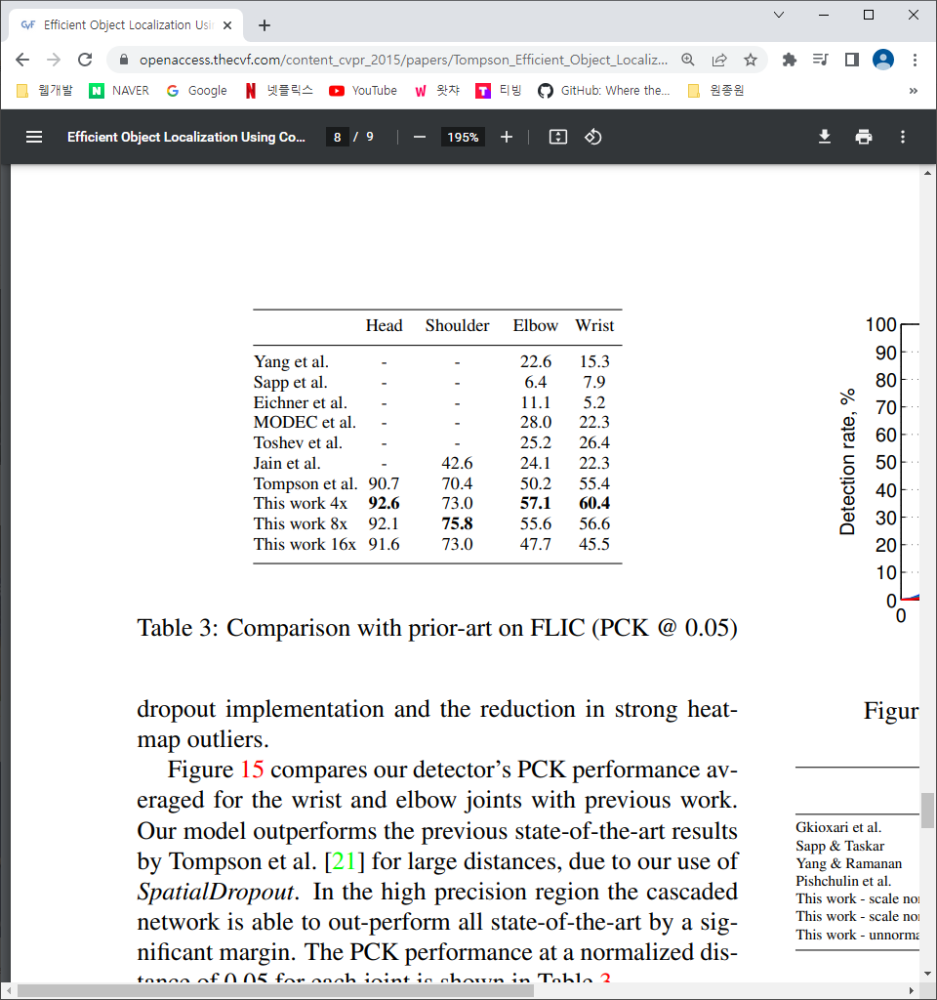 Efficient Object Localization Usi
openaccess.thecvf.com/content_cvpr_2015/papers/Tompson_Efficient_Object_Localiz...
웹개발 NAVER Google 넷플릭스 YouTube 왓챠 티빙 GitHub: Where the... 원종원 »
Efficient Object Localization Using Co... 8 / 9 195%
Head Shoulder Elbow Wrist
Yang et al. - - 22.6 15.3
Sapp et al. - - 6.4 7.9
Eichner et al. - - 11.1 5.2
MODEC et al. - - 28.0 22.3
Toshev et al. - - 25.2 26.4
Jain et al. - 42.6 24.1 22.3
Tompson et al. 90.7 70.4 50.2 55.4
This work 4x 92.6 73.0 57.1 60.4
This work 8x 92.1 75.8 55.6 56.6
This work 16x 91.6 73.0 47.7 45.5
Table 3: Comparison with prior-art on FLIC (PCK @ 0.05)
dropout implementation and the reduction in strong heat-
map outliers.
Figure 15 compares our detector's PCK performance av-
eraged for the wrist and elbow joints with previous work.
Our model outperforms the previous state-of-the-art results
by Tompson et al. [21] for large distances, due to our use of
SpatialDropout. In the high precision region the cascaded
network is able to out-perform all state-of-the-art by a sig-
nificant margin. The PCK performance at a normalized dis-
tance of 0.05 for each joint is shown in Table 3.
Detection rate, %
100
90
80
70
60
50
40
30
20
10
0
0
Figur
Gkioxari et al.
Sapp & Taskar
Yang & Ramanan
Pishchulin et al.
This work - scale nor
This work - scale nor
This work - unnorma